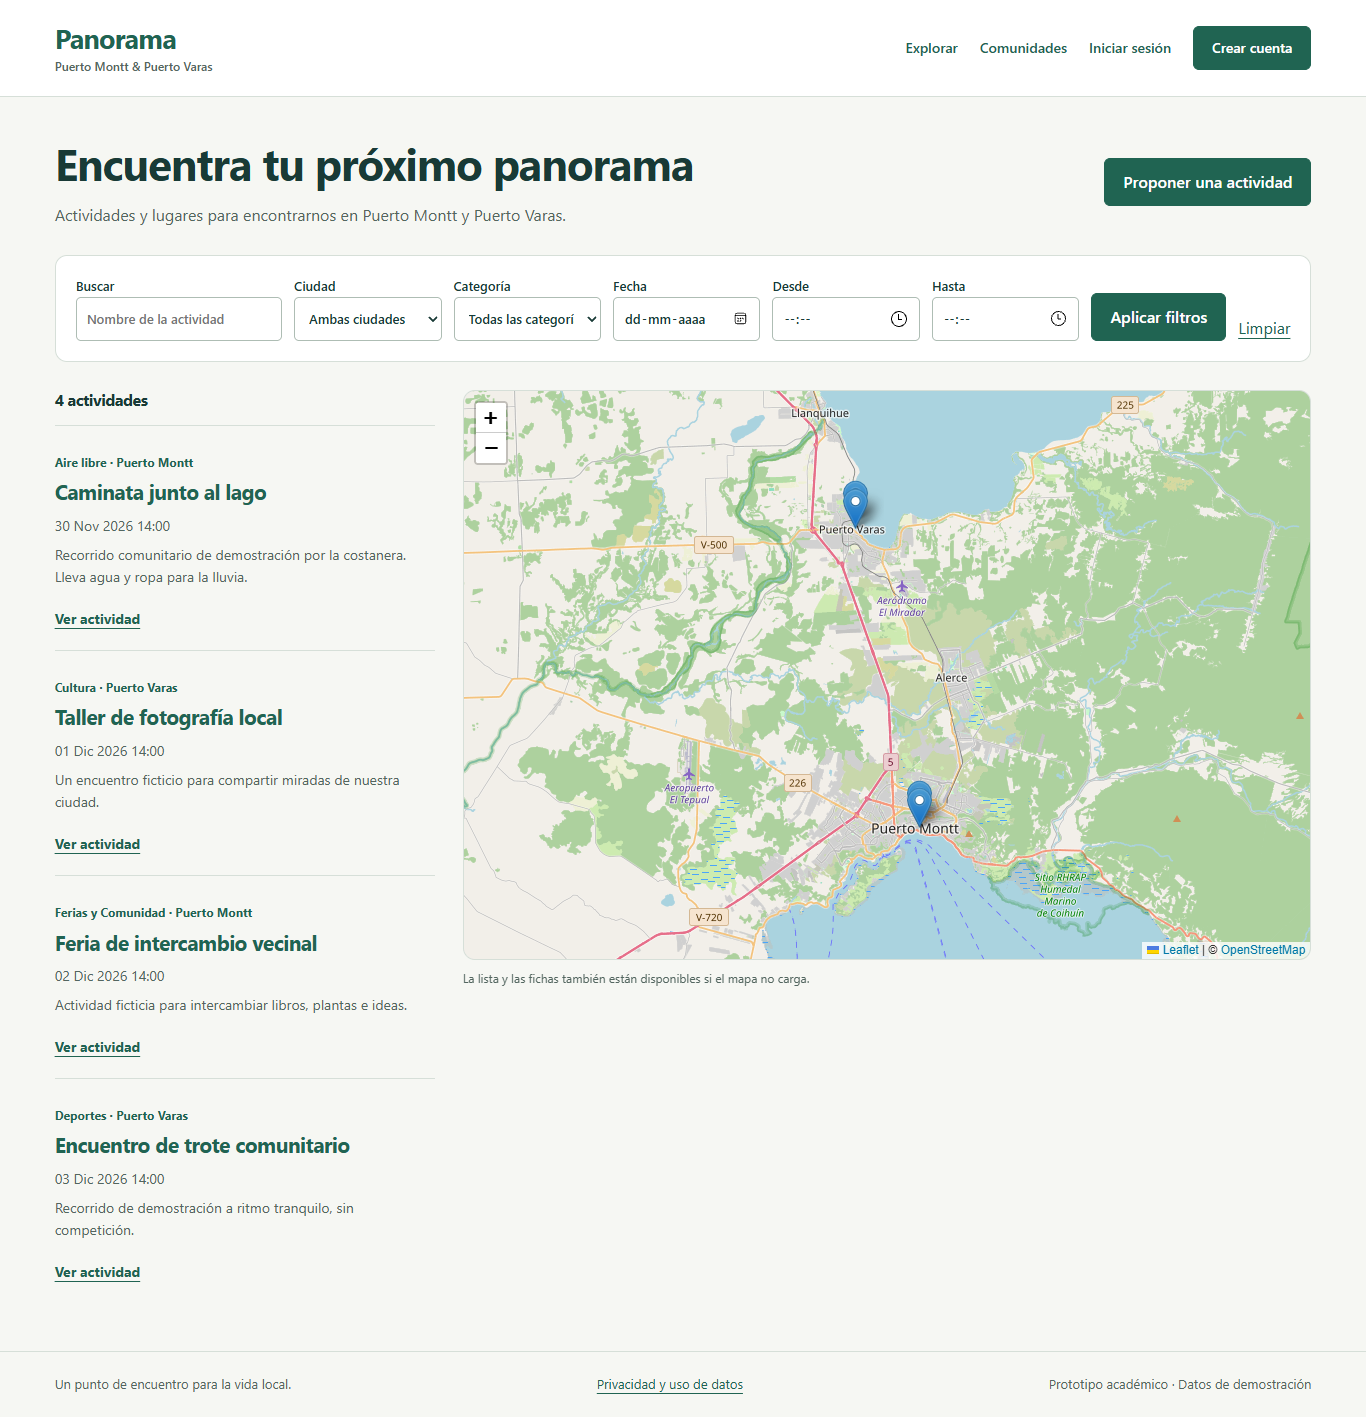 Panorama
Puerto Montt & Puerto Varas
Explorar
Comunidades
Iniciar sesión
Crear cuenta
Encuentra tu próximo panorama
Actividades y lugares para encontrarnos en Puerto Montt y Puerto Varas.
Proponer una actividad
Buscar
Nombre de la actividad
Ciudad
Ambas ciudades
Categoría
Todas las categorí
Fecha
dd-mm-aaaa
Desde
--:--
Hasta
--:--
Aplicar filtros
Limpiar
4 actividades
Aire libre · Puerto Montt
Caminata junto al lago
30 Nov 2026 14:00
Recorrido comunitario de demostración por la costanera.
Lleva agua y ropa para la lluvia.
Ver actividad
Cultura · Puerto Varas
Taller de fotografía local
01 Dic 2026 14:00
Un encuentro ficticio para compartir miradas de nuestra
ciudad.
Ver actividad
Ferias y Comunidad · Puerto Montt
Feria de intercambio vecinal
02 Dic 2026 14:00
Actividad ficticia para intercambiar libros, plantas e ideas.
Ver actividad
Deportes · Puerto Varas
Encuentro de trote comunitario
03 Dic 2026 14:00
Recorrido de demostración a ritmo tranquilo, sin
competición.
Ver actividad
+
−
Llanquihue
225
Puerto Varas
V-500
Aeródromo
El Mirador
Alerce
5
226
Aeropuerto
El Tepual
Puerto Montt
Sitio RHRAP
Humedal
Marino
de Coihuín
V-720
Leaflet | © OpenStreetMap
La lista y las fichas también están disponibles si el mapa no carga.
Un punto de encuentro para la vida local.
Privacidad y uso de datos
Prototipo académico · Datos de demostración